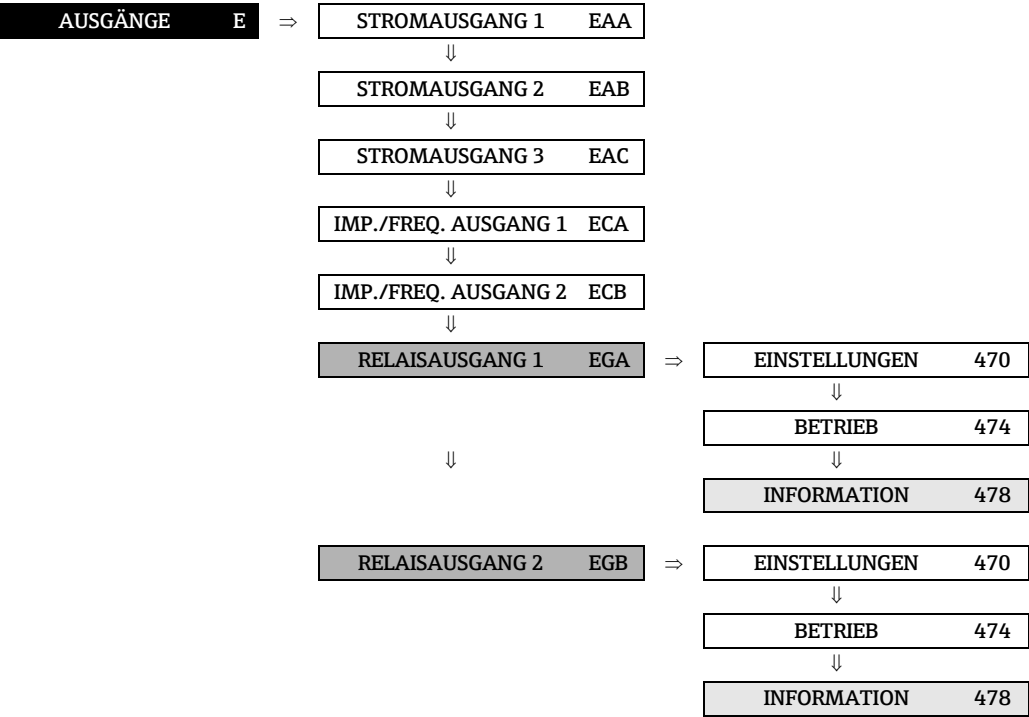 AUSGÄNGE E ⇒ STROMAUSGANG 1 EAA
⇓
STROMAUSGANG 2 EAB
⇓
STROMAUSGANG 3 EAC
⇓
IMP./FREQ. AUSGANG 1 ECA
⇓
IMP./FREQ. AUSGANG 2 ECB
⇓
RELAISAUSGANG 1 EGA ⇒ EINSTELLUNGEN 470
⇓
BETRIEB 474
⇓ ⇓
INFORMATION 478
RELAISAUSGANG 2 EGB ⇒ EINSTELLUNGEN 470
⇓
BETRIEB 474
⇓
INFORMATION 478